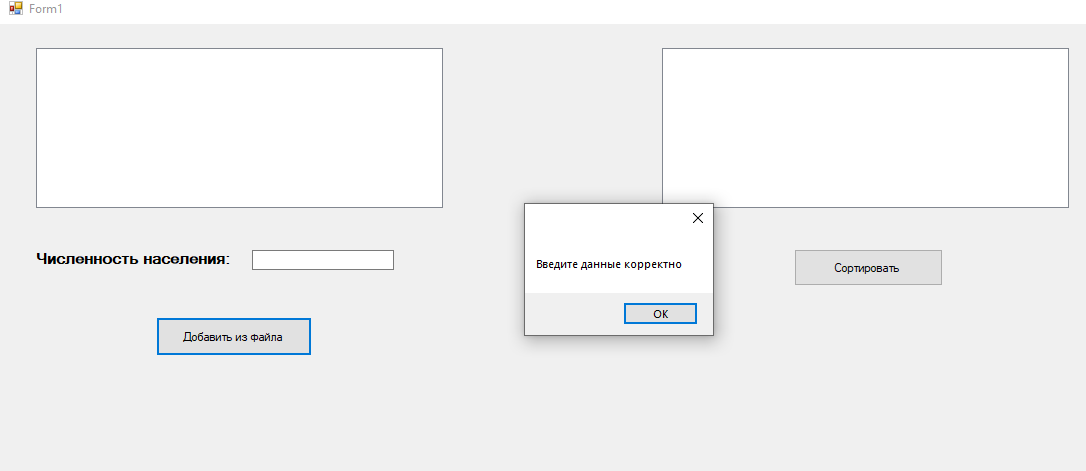 Form1
Введите данные корректно
Численность населения:
Сортировать
OK
Добавить из файла